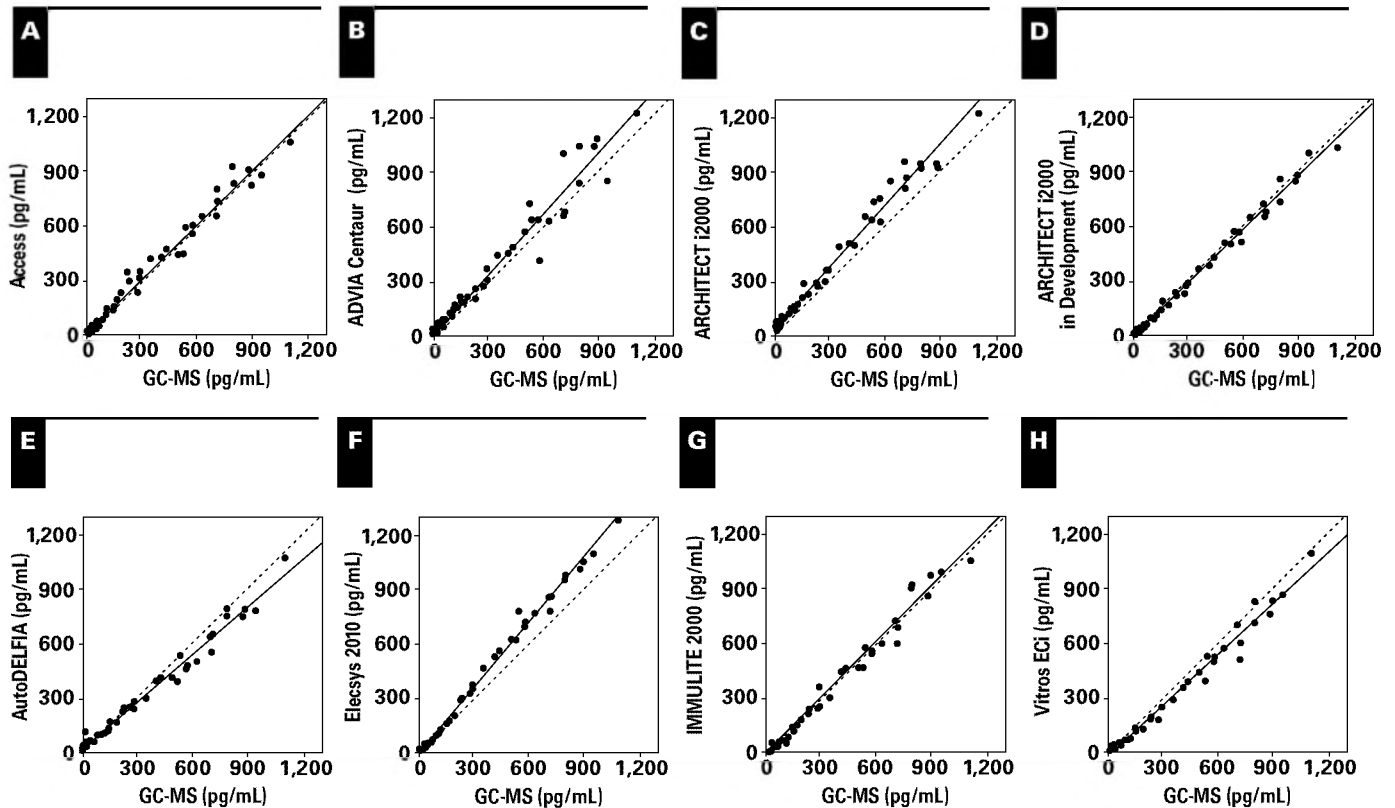 A
B
C
D
Access (pg/mL)
1,200
900
600
300
0
0 300 600 900 1,200
GC-MS (pg/mL)
ADVIA Centaur (pg/mL)
1,200
900
600
300
0
0 300 600 900 1,200
GC-MS (pg/mL)
ARCHITECT i2000 (pg/mL)
1,200
900
600
300
0
0 300 600 900 1,200
GC-MS (pg/mL)
ARCHITECT i2000
in Development (pg/mL)
1,200
900
600
300
0
0 300 600 900 1,200
GC-MS (pg/mL)
E
F
G
H
AutoDELFIA (pg/mL)
1,200
900
600
300
0
0 300 600 900 1,200
GC-MS (pg/mL)
Elecsys 2010 (pg/mL)
1,200
900
600
300
0
0 300 600 900 1,200
GC-MS (pg/mL)
IMMULITE 2000 (pg/mL)
1,200
900
600
300
0
0 300 600 900 1,200
GC-MS (pg/mL)
Vitros ECi (pg/mL)
1,200
900
600
300
0
0 300 600 900 1,200
GC-MS (pg/mL)